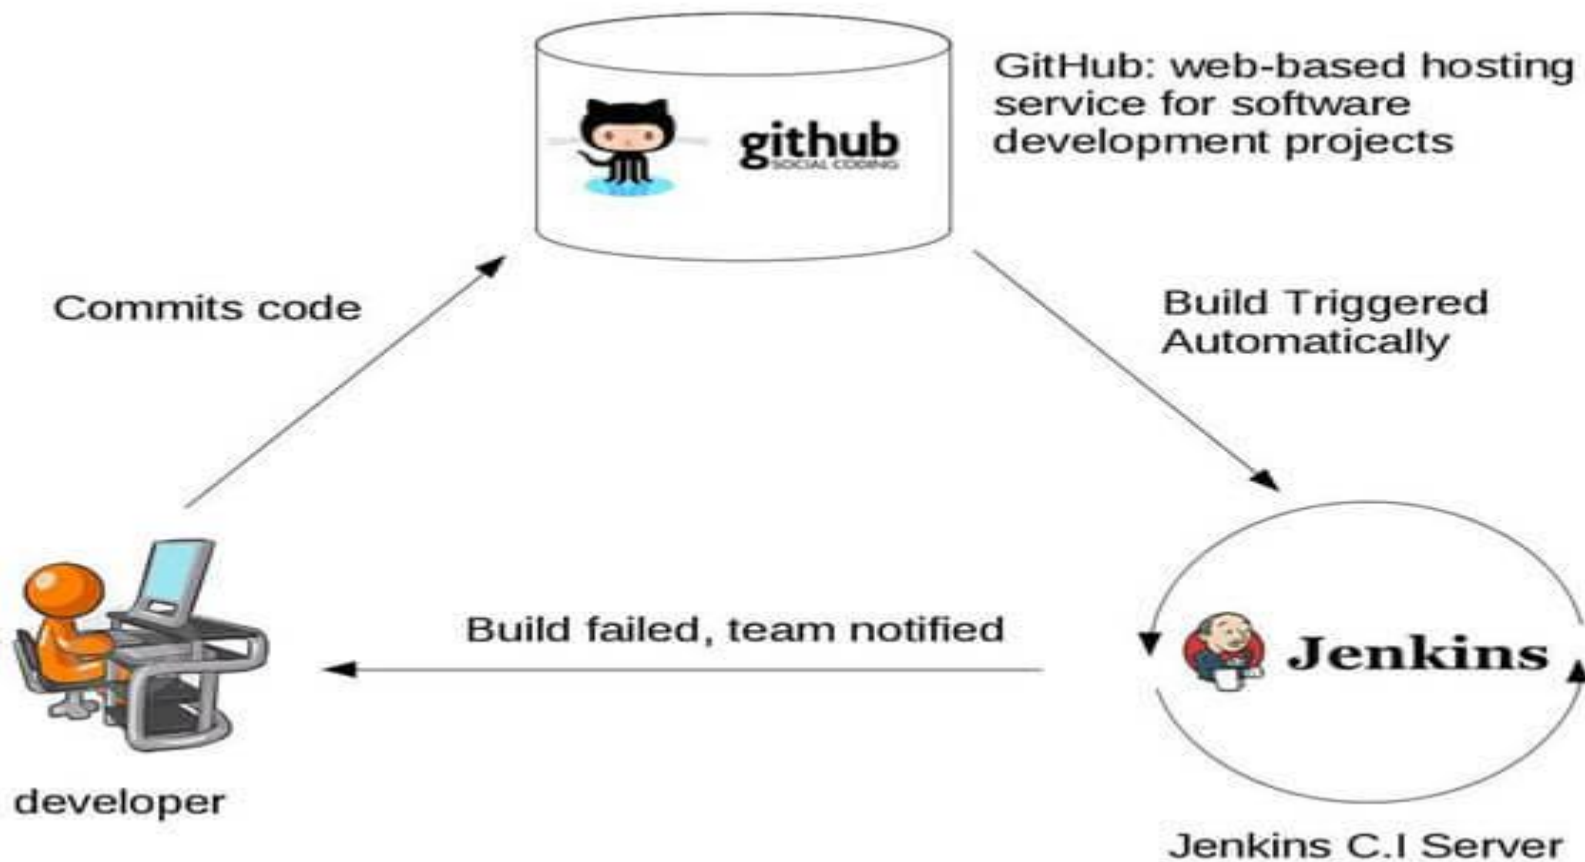 GitHub: web-based hosting
service for software
development projects
github
SOCIAL CODING
Commits code
Build Triggered
Automatically
Build failed, team notified
Jenkins
developer
Jenkins C.I Server